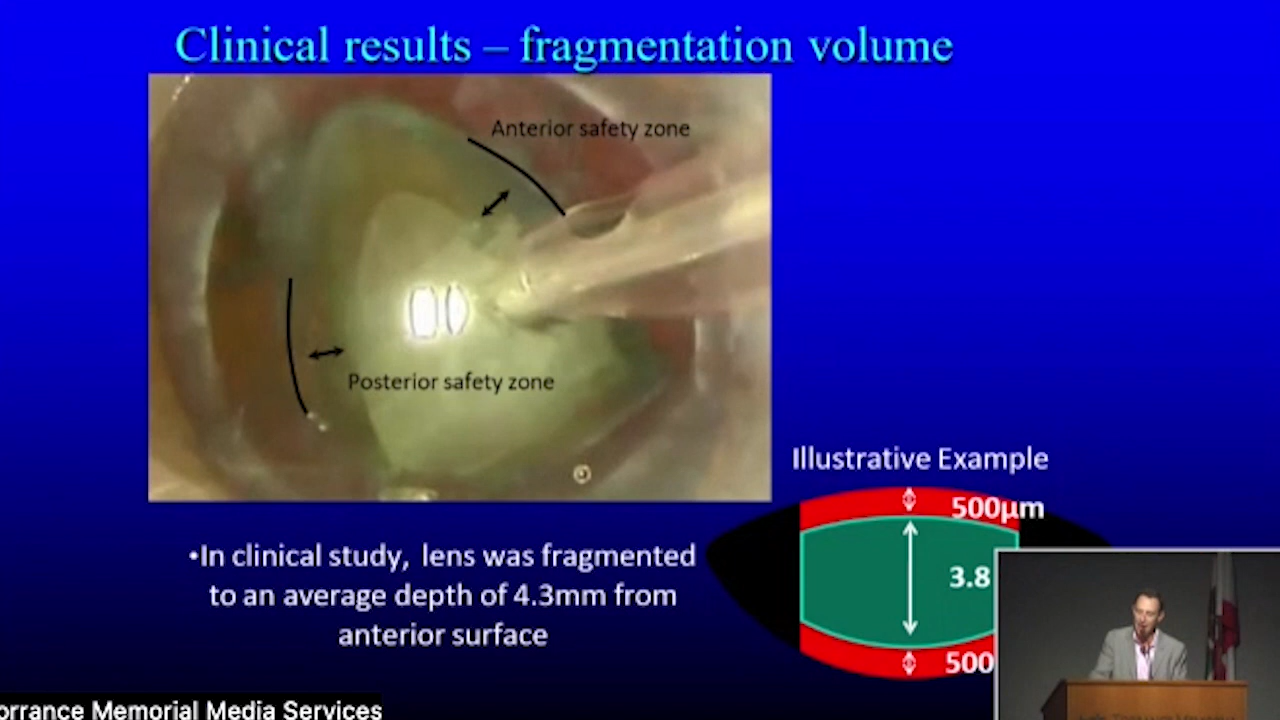 Clinical results – fragmentation volume
Anterior safety zone
Posterior safety zone
Illustrative Example
500µm
3.8
500
•In clinical study, lens was fragmented
to an average depth of 4.3mm from
anterior surface
orrance Memorial Media Services